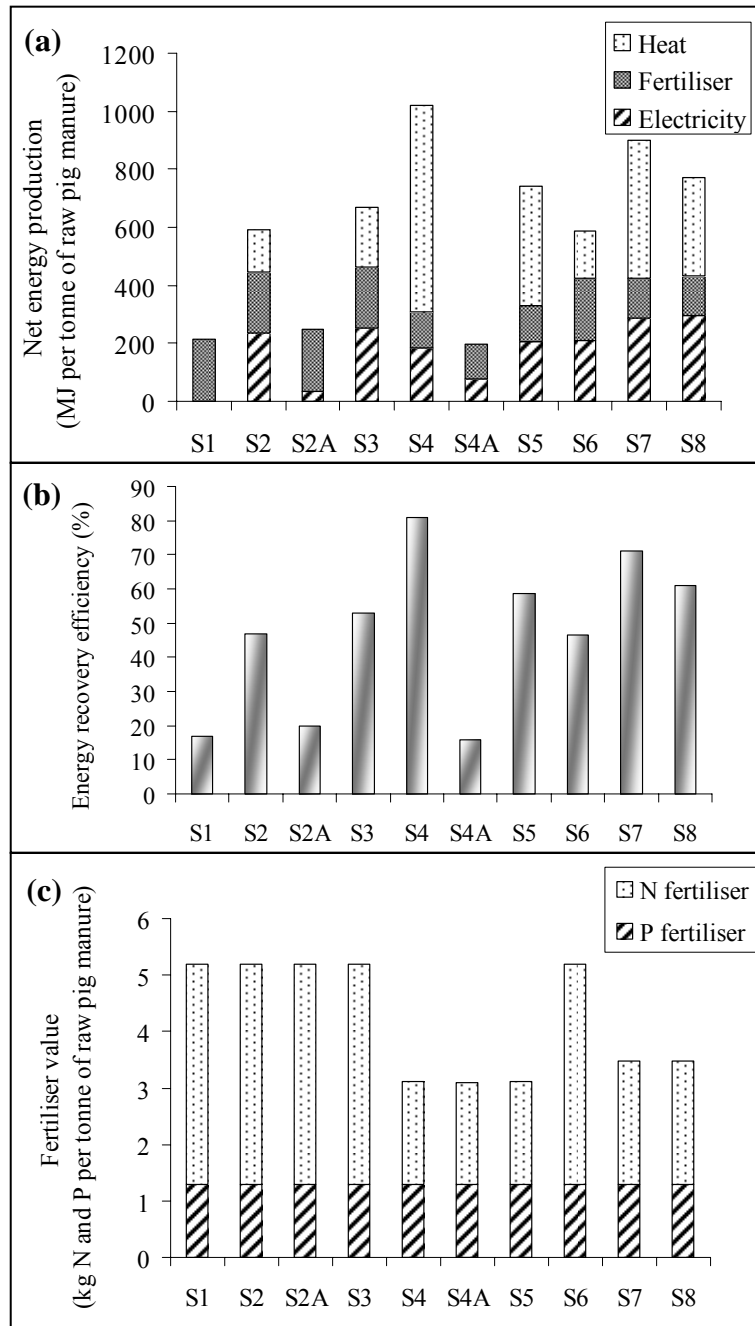 (a)
Heat
Fertiliser
Electricity
Net energy production
(MJ per tonne of raw pig manure)
1200
1000
800
600
400
200
0
S1 S2 S2A S3 S4 S4A S5 S6 S7 S8
(b)
Energy recovery efficiency (%)
90
80
70
60
50
40
30
20
10
0
S1 S2 S2A S3 S4 S4A S5 S6 S7 S8
(c)
N fertiliser
P fertiliser
Fertiliser value
(kg N and P per tonne of raw pig manure)
6
5
4
3
2
1
0
S1 S2 S2A S3 S4 S4A S5 S6 S7 S8